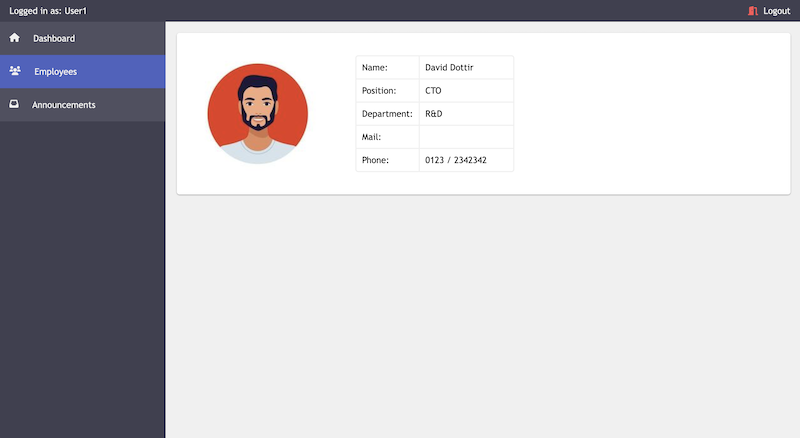 Logged in as: User1
Logout
Dashboard
Employees
Announcements
Name: David Dottir
Position: CTO
Department: R&D
Mail:
Phone: 0123 / 2342342